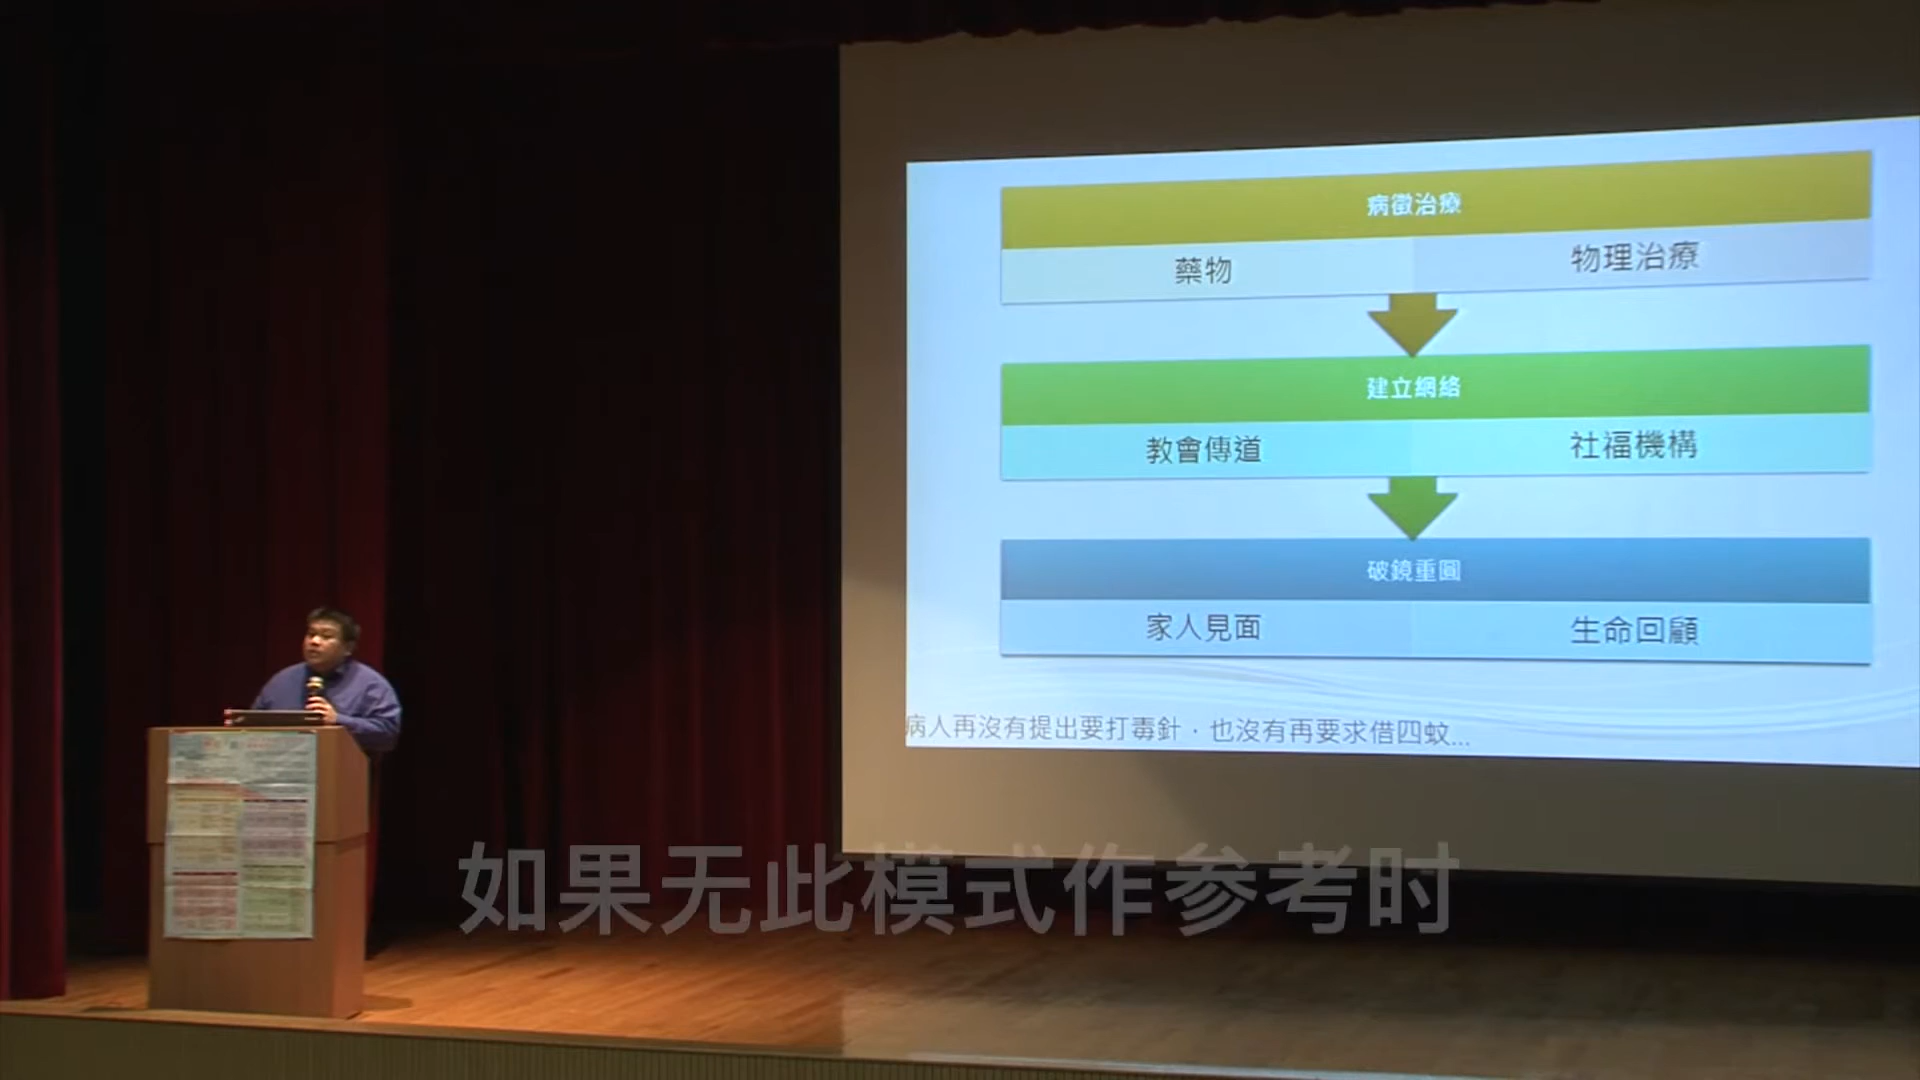 病徵治療
藥物 物理治療
建立網絡
教會傳道 社福機構
破鏡重圓
家人見面 生命回顧
病人再沒有提出要打毒針，也沒有再要求借四蚊...
如果无此模式作参考时